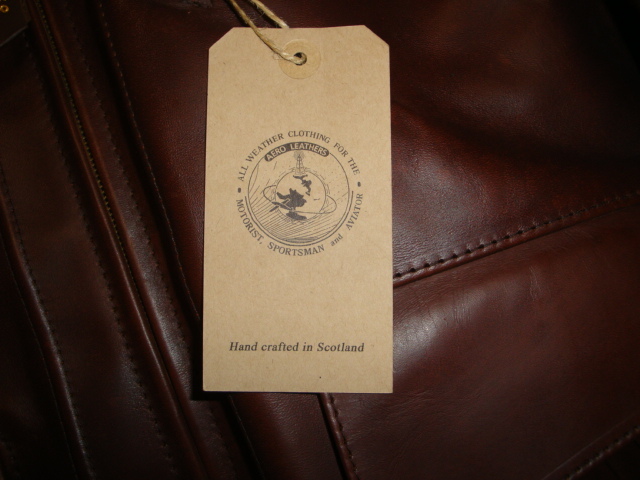 ALL WEATHER CLOTHING FOR THE
AERO LEATHERS
MOTORIST, SPORTSMAN and AVIATOR
Hand crafted in Scotland